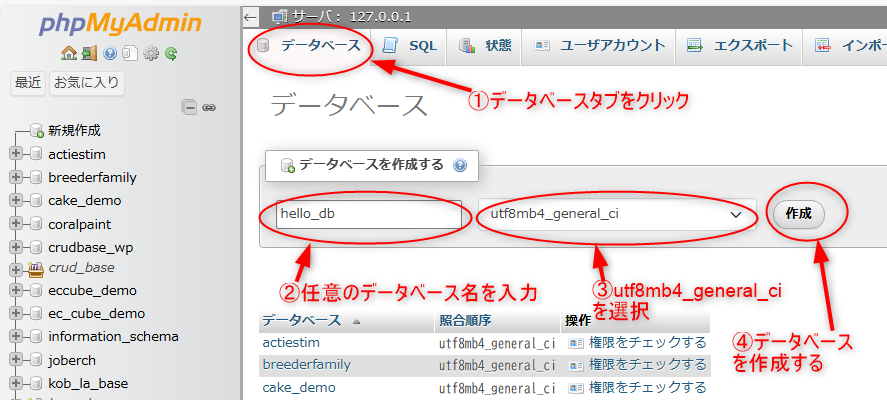 phpMyAdmin
最近 お気に入り
新規作成
actiestim
breederfamily
cake_demo
coralpaint
crudbase_wp
crud_base
eccube_demo
ec_cube_demo
information_schema
joberch
kob_la_base
サーバ: 127.0.0.1
データベース SQL 状態 ユーザアカウント エクスポート インポー
①データベースタブをクリック
データベース
データベースを作成する
hello_db utf8mb4_general_ci 作成
②任意のデータベース名を入力
③utf8mb4_general_ci
を選択
④データベース
を作成する
データベース 照合順序 操作
actiestim utf8mb4_general_ci 権限をチェックする
breederfamily utf8mb4_general_ci 権限をチェックする
cake_demo utf8mb4_general_ci 権限をチェックする